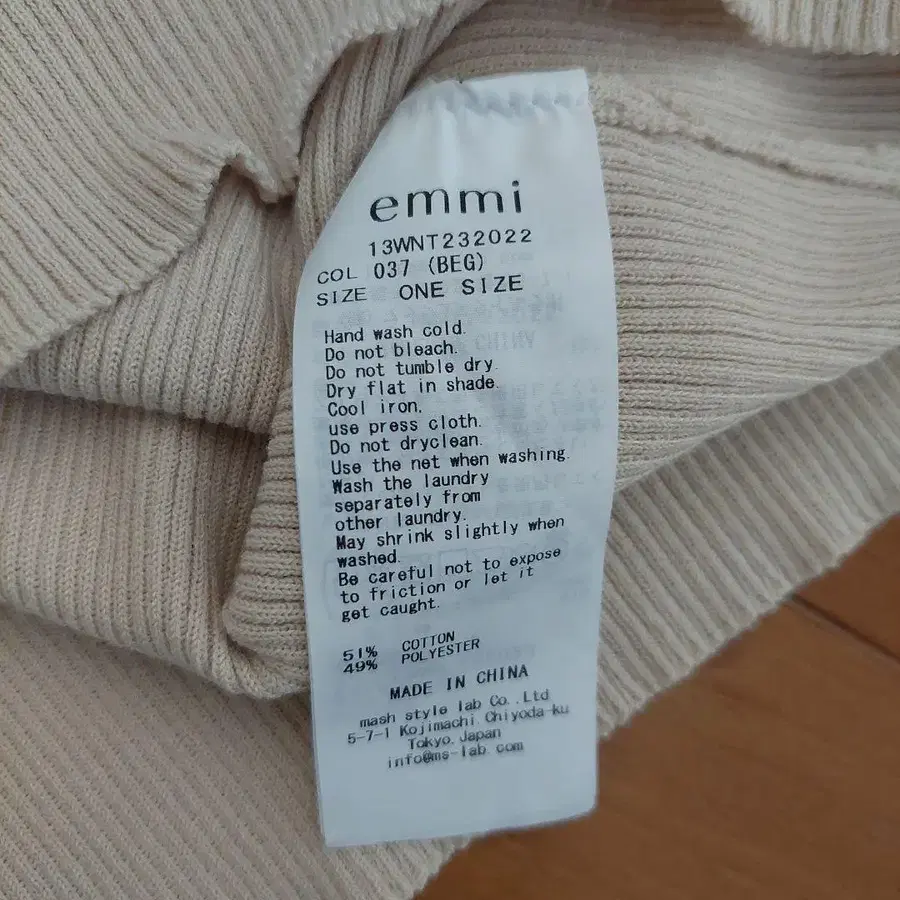 emmi
13WNT232022
COL 037 (BEG)
SIZE ONE SIZE
Hand wash cold.
Do not bleach.
Do not tumble dry.
Dry flat in shade.
Cool iron,
use press cloth.
Do not dryclean.
Use the net when washing.
Wash the laundry
separately from
other laundry.
May shrink slightly when
washed.
Be careful not to expose
to friction or let it
get caught.
51% COTTON
49% POLYESTER
MADE IN CHINA
mash style lab Co.,Ltd
5-7-1 Kojimachi,Chiyoda-ku
Tokyo,Japan
info@ms-lab.com